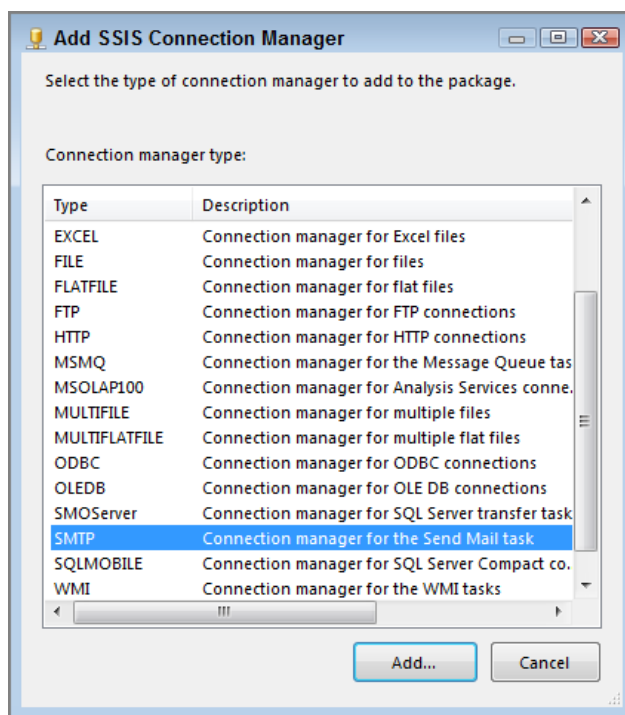 Add SSIS Connection Manager
Select the type of connection manager to add to the package.
Connection manager type:
Type Description
EXCEL Connection manager for Excel files
FILE Connection manager for files
FLATFILE Connection manager for flat files
FTP Connection manager for FTP connections
HTTP Connection manager for HTTP connections
MSMQ Connection manager for the Message Queue tas
MSOLAP100 Connection manager for Analysis Services conne.
MULTIFILE Connection manager for multiple files
MULTIFLATFILE Connection manager for multiple flat files
ODBC Connection manager for ODBC connections
OLEDB Connection manager for OLE DB connections
SMOServer Connection manager for SQL Server transfer task
SMTP Connection manager for the Send Mail task
SQLMOBILE Connection manager for SQL Server Compact co.
WMI Connection manager for the WMI tasks
Add... Cancel